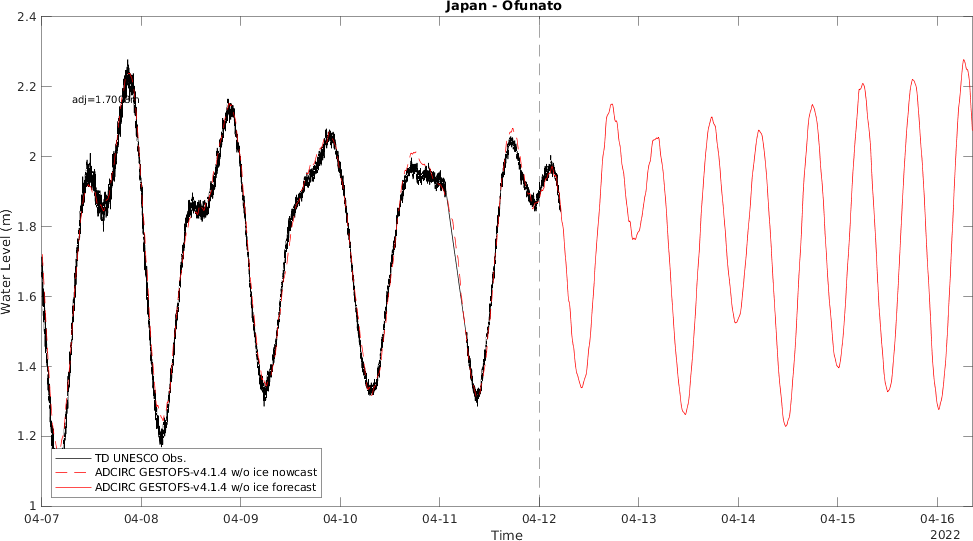 Japan - Ofunato
2.4
2.2
2
1.8
1.6
1.4
1.2
1
Water Level (m)
adj=1.7009m
TD UNESCO Obs.
ADCIRC GESTOFS-v4.1.4 w/o ice nowcast
ADCIRC GESTOFS-v4.1.4 w/o ice forecast
04-07 04-08 04-09 04-10 04-11 04-12 04-13 04-14 04-15 04-16
Time
2022